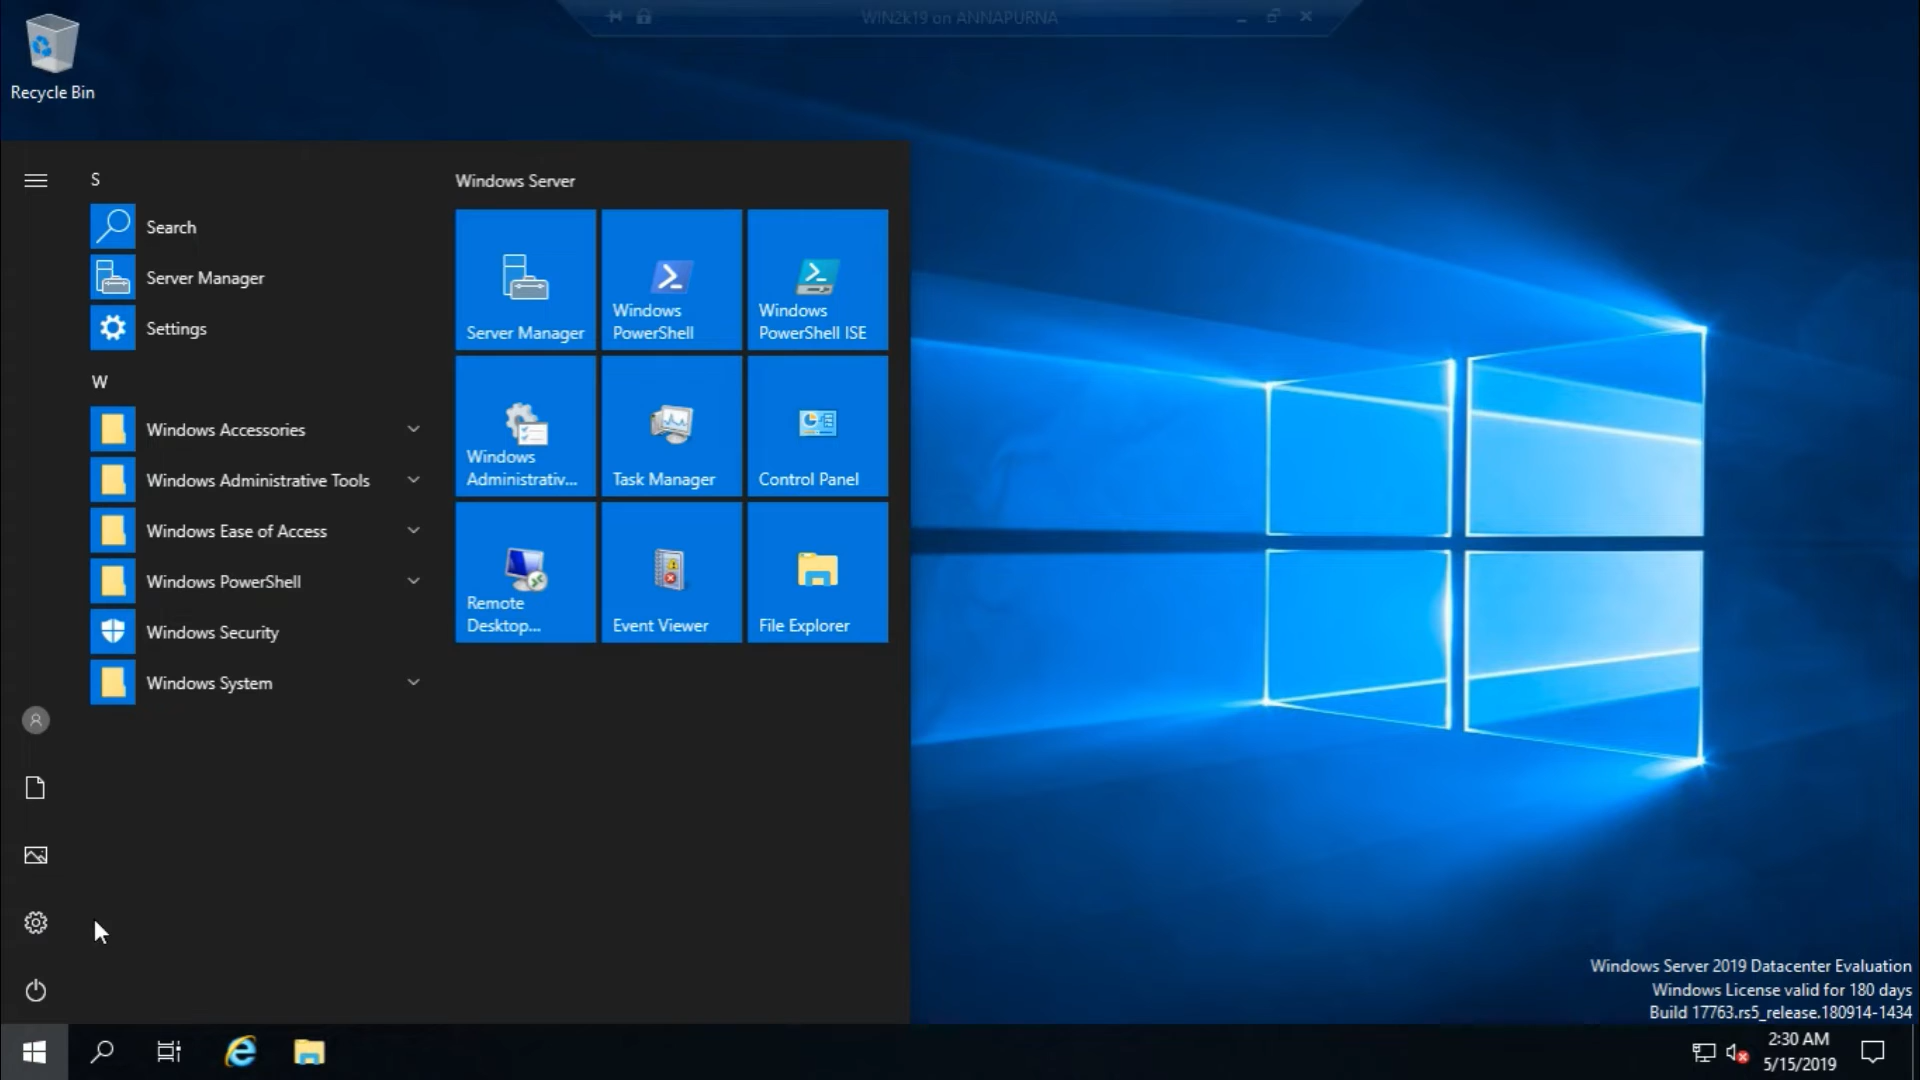 WIN2k19 on ANNAPURNA
Recycle Bin
S
Search
Server Manager
Settings
W
Windows Accessories
Windows Administrative Tools
Windows Ease of Access
Windows PowerShell
Windows Security
Windows System
Windows Server
Server Manager
Windows
PowerShell
Windows
PowerShell ISE
Windows
Administrativ...
Task Manager
Control Panel
Remote
Desktop...
Event Viewer
File Explorer
Windows Server 2019 Datacenter Evaluation
Windows License valid for 180 days
Build 17763.rs5_release.180914-1434
2:30 AM
5/15/2019